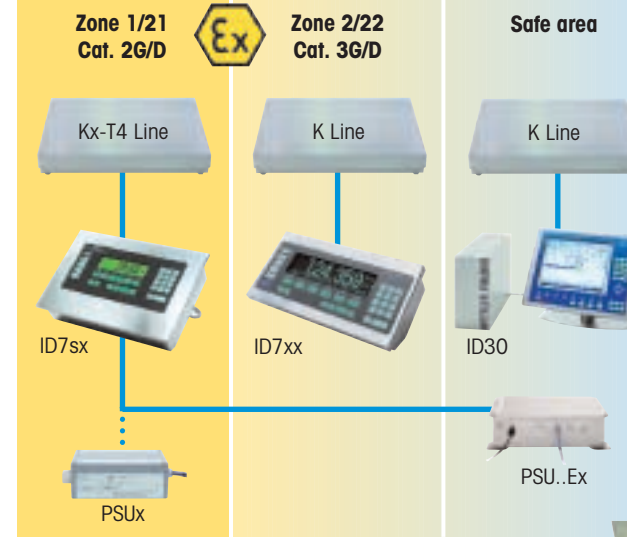 Zone 1/21
Cat. 2G/D
Ex
Zone 2/22
Cat. 3G/D
Safe area
Kx-T4 Line
K Line
K Line
ID7sx
ID7xx
ID30
PSU..Ex
PSUx